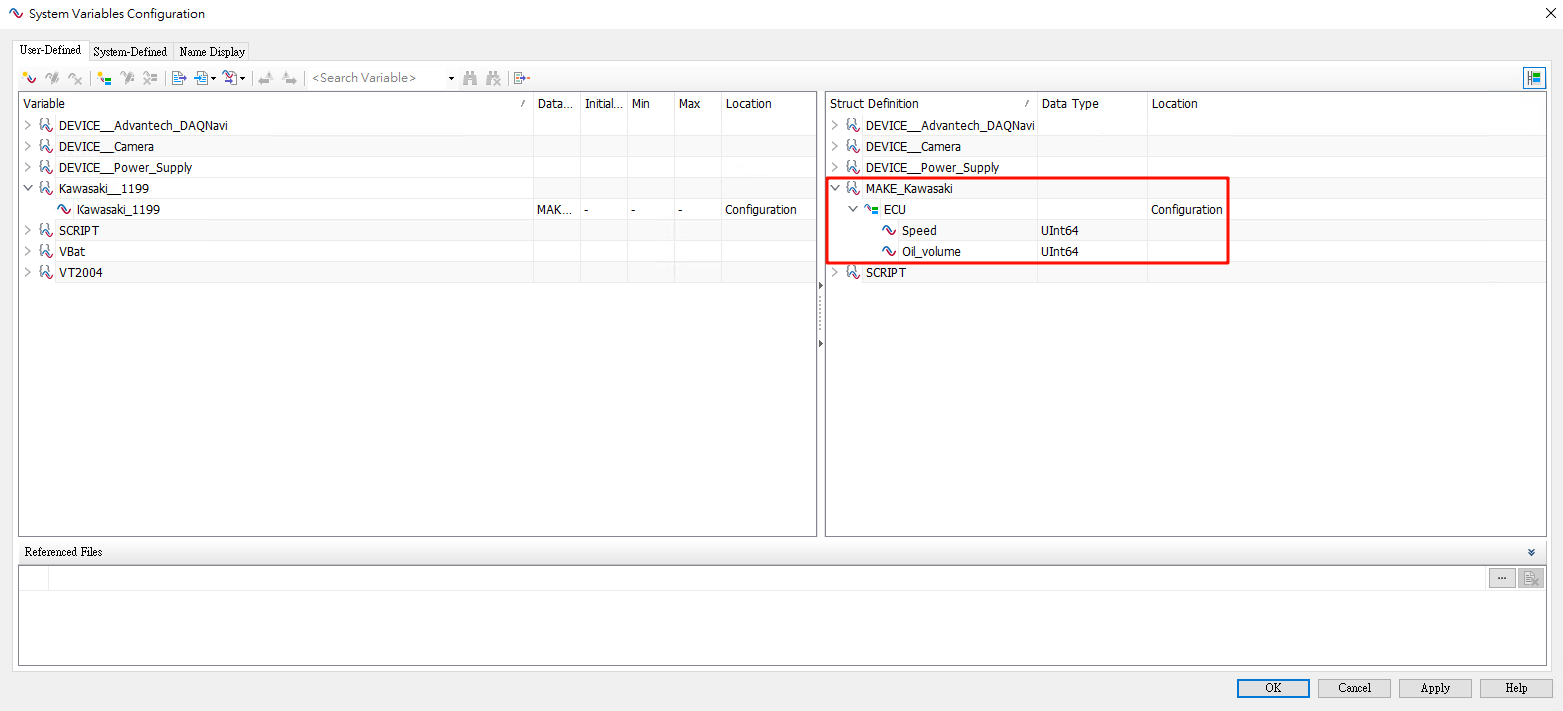 System Variables Configuration
User-Defined System-Defined Name Display
<Search Variable>
Variable / Data... Initial... Min Max Location
DEVICE__Advantech_DAQNavi
DEVICE__Camera
DEVICE__Power_Supply
Kawasaki__1199
Kawasaki_1199 MAK... - - - Configuration
SCRIPT
VBat
VT2004
Struct Definition / Data Type Location
DEVICE__Advantech_DAQNavi
DEVICE__Camera
DEVICE__Power_Supply
MAKE_Kawasaki
ECU Configuration
Speed UInt64
Oil_volume UInt64
SCRIPT
Referenced Files
...
OK Cancel Apply Help